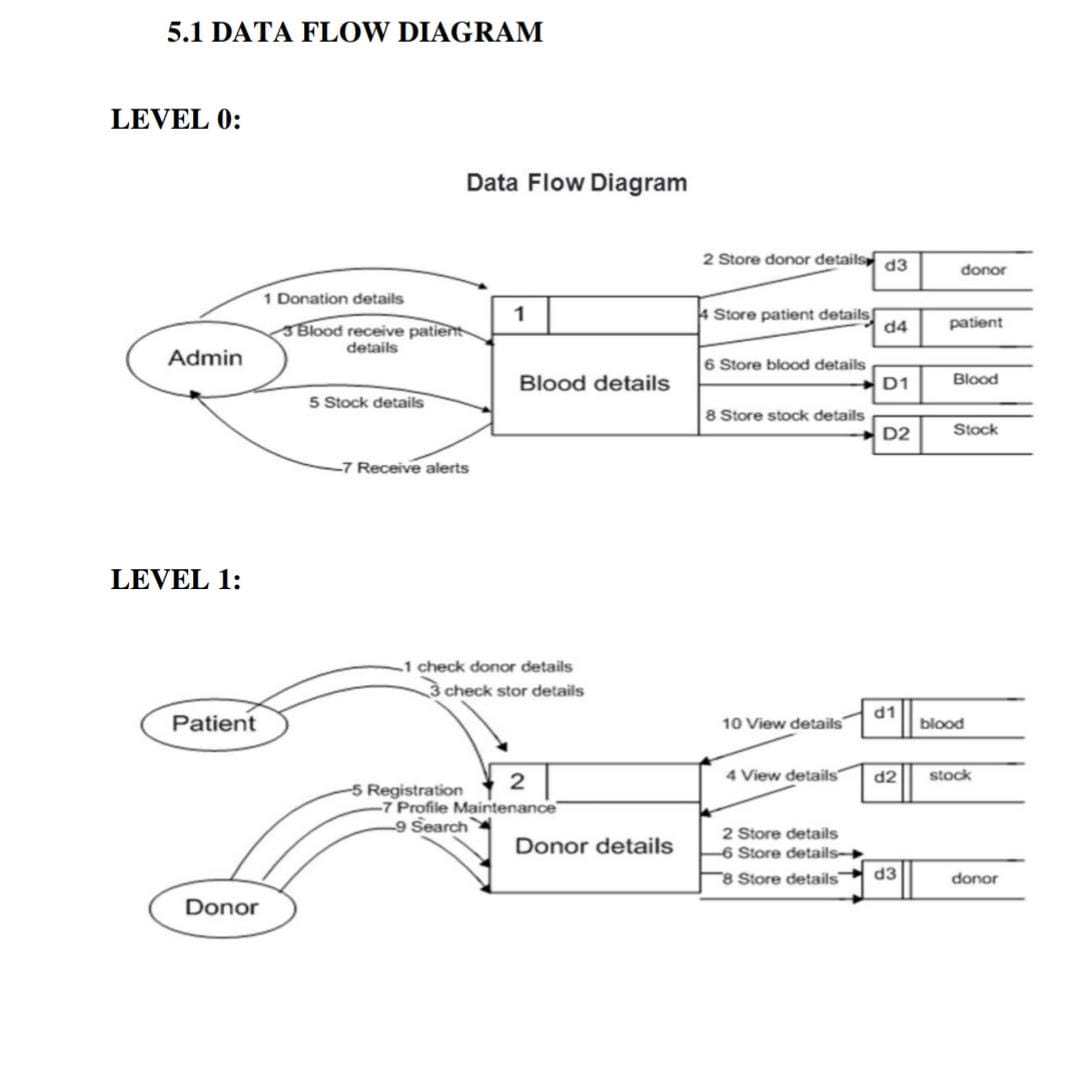 5.1 DATA FLOW DIAGRAM
LEVEL 0:
Data Flow Diagram
2 Store donor details
d3
donor
1 Donation details
1
4 Store patient details
d4
patient
3 Blood receive patient
details
Admin
Blood details
6 Store blood details
D1
Blood
5 Stock details
8 Store stock details
D2
Stock
7 Receive alerts
LEVEL 1:
1 check donor details
3 check stor details
Patient
10 View details
d1
blood
2
4 View details
d2
stock
5 Registration
7 Profile Maintenance
9 Search
Donor details
2 Store details
6 Store details
8 Store details
d3
donor
Donor